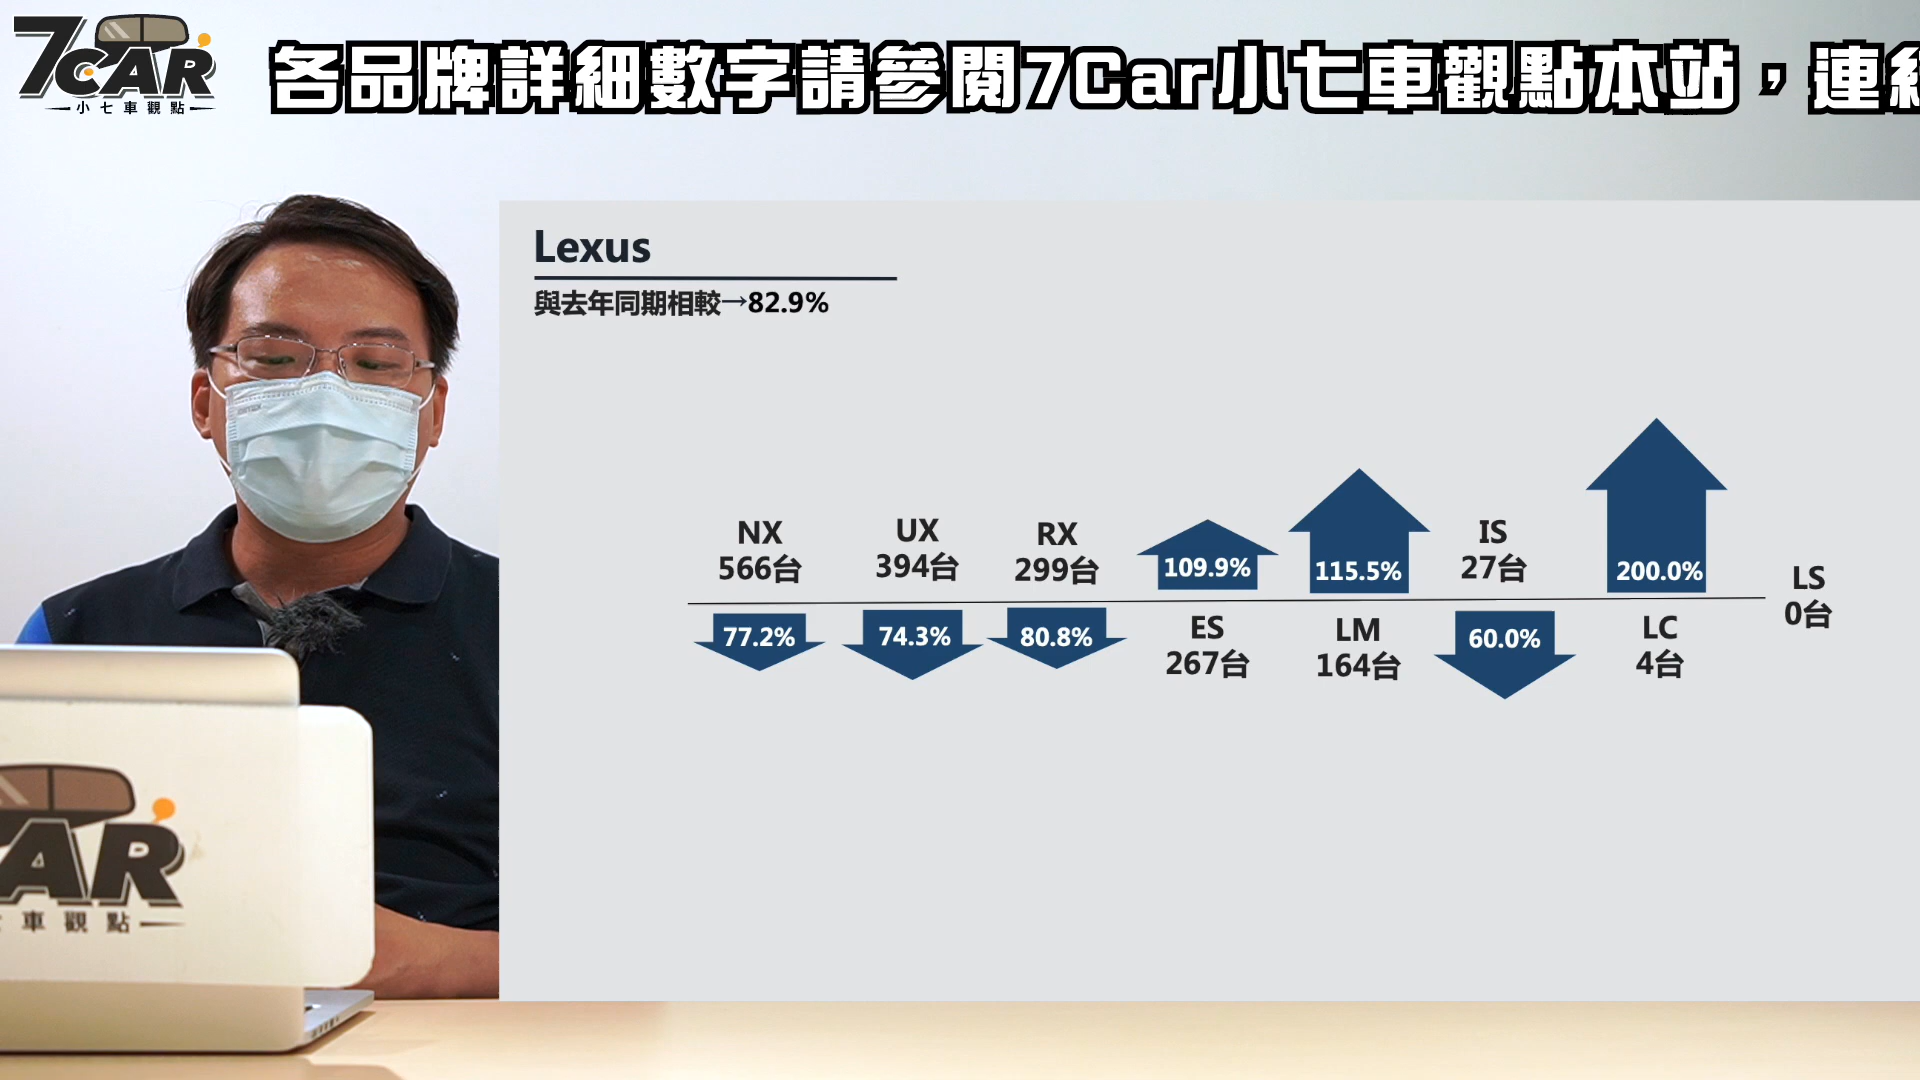 7CAR
小七車觀點
各品牌詳細數字請參閱7Car小七車觀點本站，連
Lexus
與去年同期相較→82.9%
NX
566台
77.2%
UX
394台
74.3%
RX
299台
80.8%
109.9%
ES
267台
115.5%
LM
164台
IS
27台
60.0%
200.0%
LC
4台
LS
0台
AR
車觀點